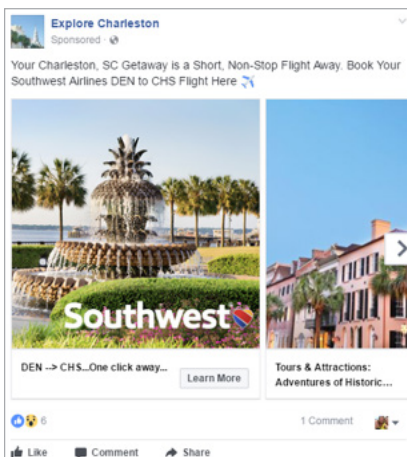 Explore Charleston
Sponsored ·
Your Charleston, SC Getaway is a Short, Non-Stop Flight Away. Book Your
Southwest Airlines DEN to CHS Flight Here ✈️
Southwest
DEN --> CHS...One click away...
Learn More
Tours & Attractions:
Adventures of Historic...
6
1 Comment
Like Comment Share